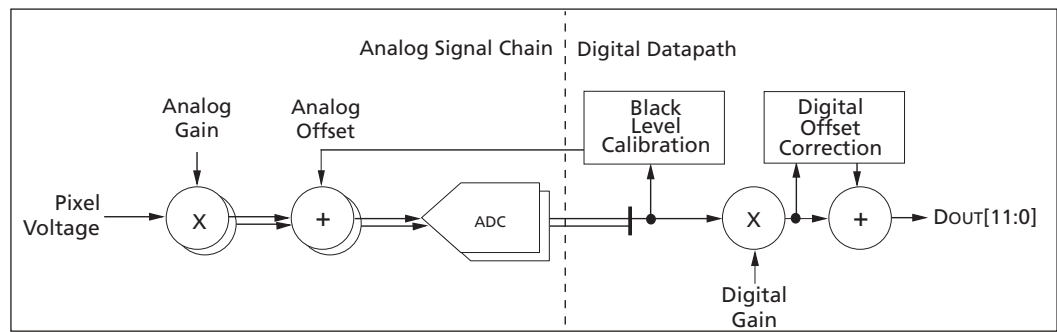 Analog Signal Chain
Digital Datapath
Analog
Gain
Analog
Offset
Black
Level
Calibration
Digital
Offset
Correction
Pixel
Voltage
X
+
ADC
X
+
DOUT[11:0]
Digital
Gain